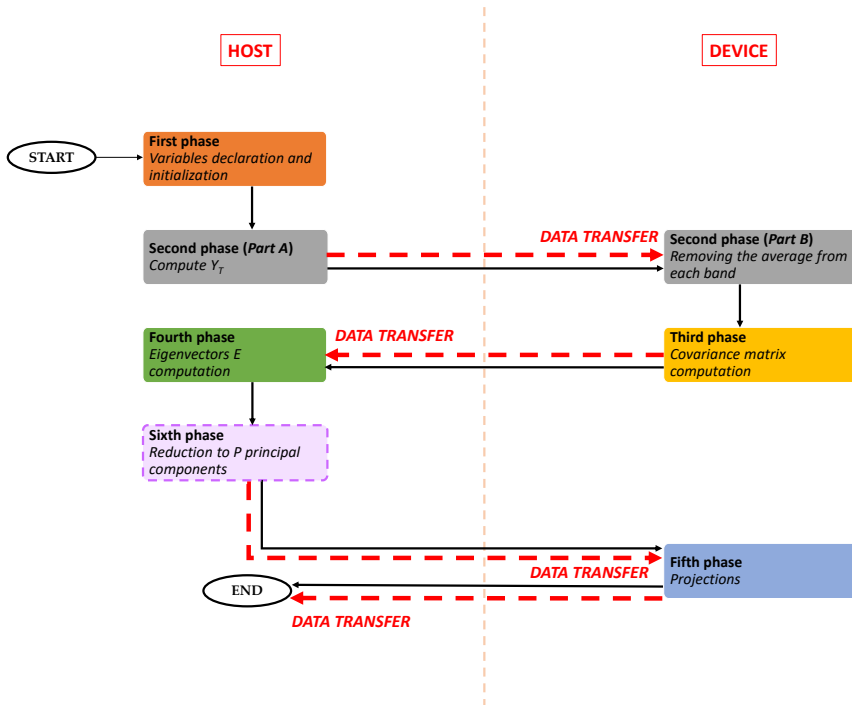 HOST
DEVICE
START
First phase
Variables declaration and
initialization
Second phase (Part A)
Compute Y_T
DATA TRANSFER
Second phase (Part B)
Removing the average from
each band
Fourth phase
Eigenvectors E
computation
DATA TRANSFER
Third phase
Covariance matrix
computation
Sixth phase
Reduction to P principal
components
DATA TRANSFER
Fifth phase
Projections
END
DATA TRANSFER